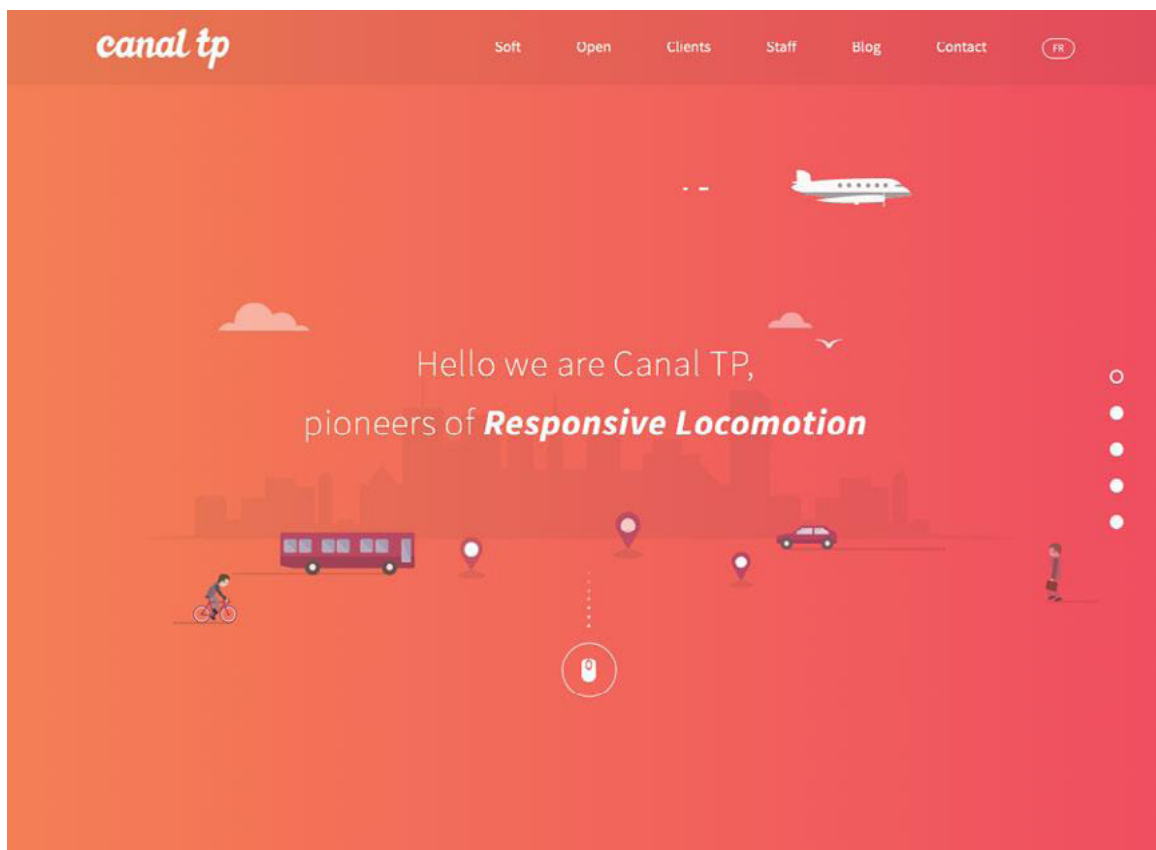 canal tp
Soft Open Clients Staff Blog Contact FR
Hello we are Canal TP,
pioneers of Responsive Locomotion